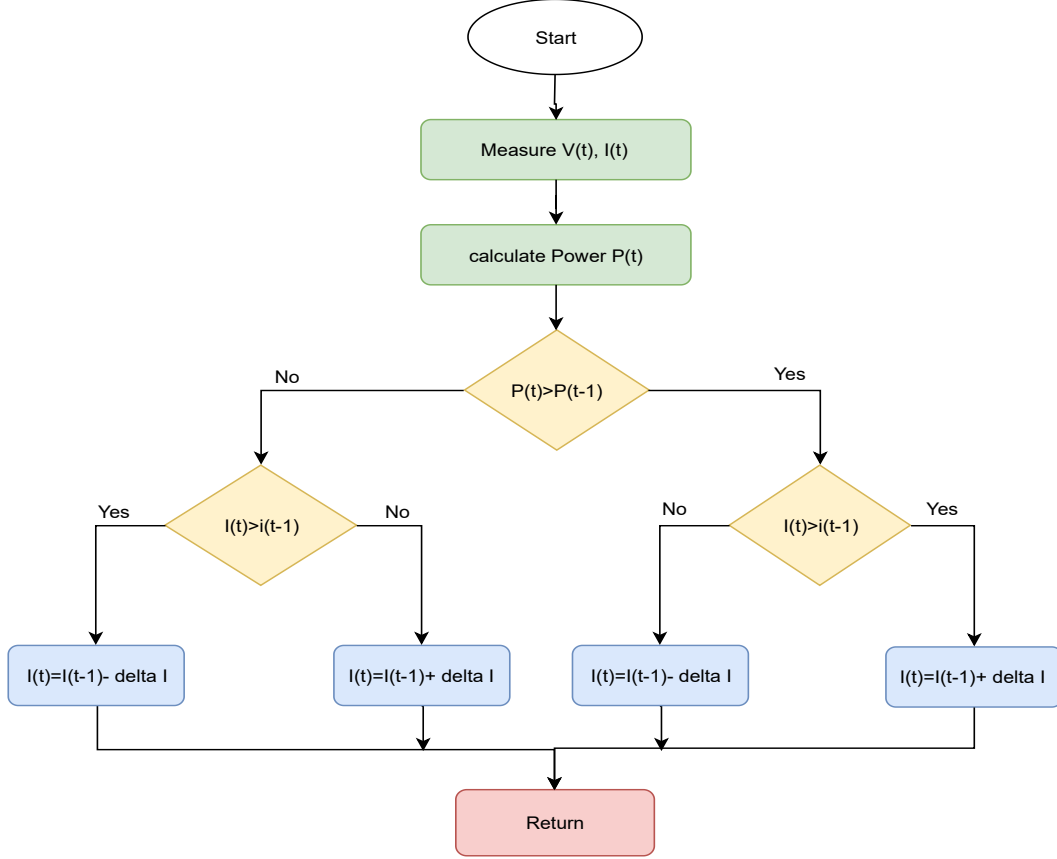 Start
Measure V(t), I(t)
calculate Power P(t)
P(t)>P(t-1)
No
Yes
I(t)>i(t-1)
Yes
No
I(t)>i(t-1)
No
Yes
I(t)=I(t-1)- delta I
I(t)=I(t-1)+ delta I
I(t)=I(t-1)- delta I
I(t)=I(t-1)+ delta I
Return